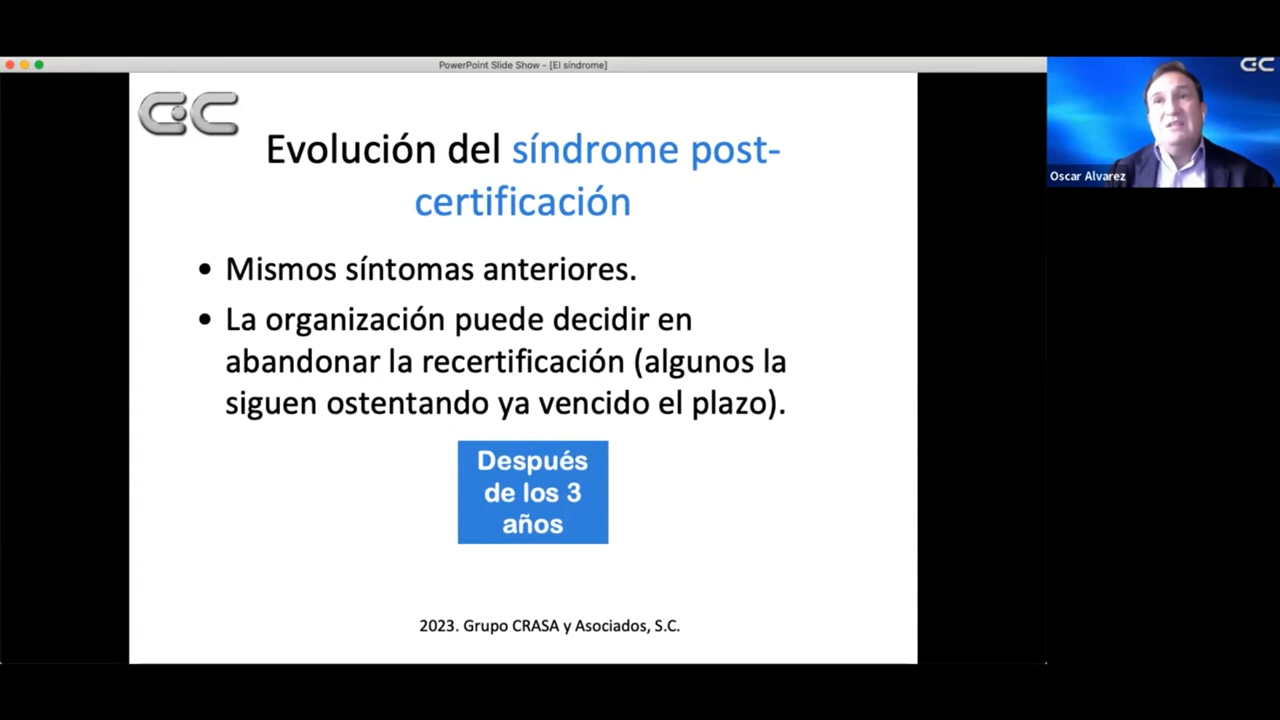 PowerPoint Slide Show - [El síndrome]
GC
GC
Oscar Alvarez
Evolución del síndrome post-
certificación
• Mismos síntomas anteriores.
• La organización puede decidir en
abandonar la recertificación (algunos la
siguen ostentando ya vencido el plazo).
Después
de los 3
años
2023. Grupo CRASA y Asociados, S.C.